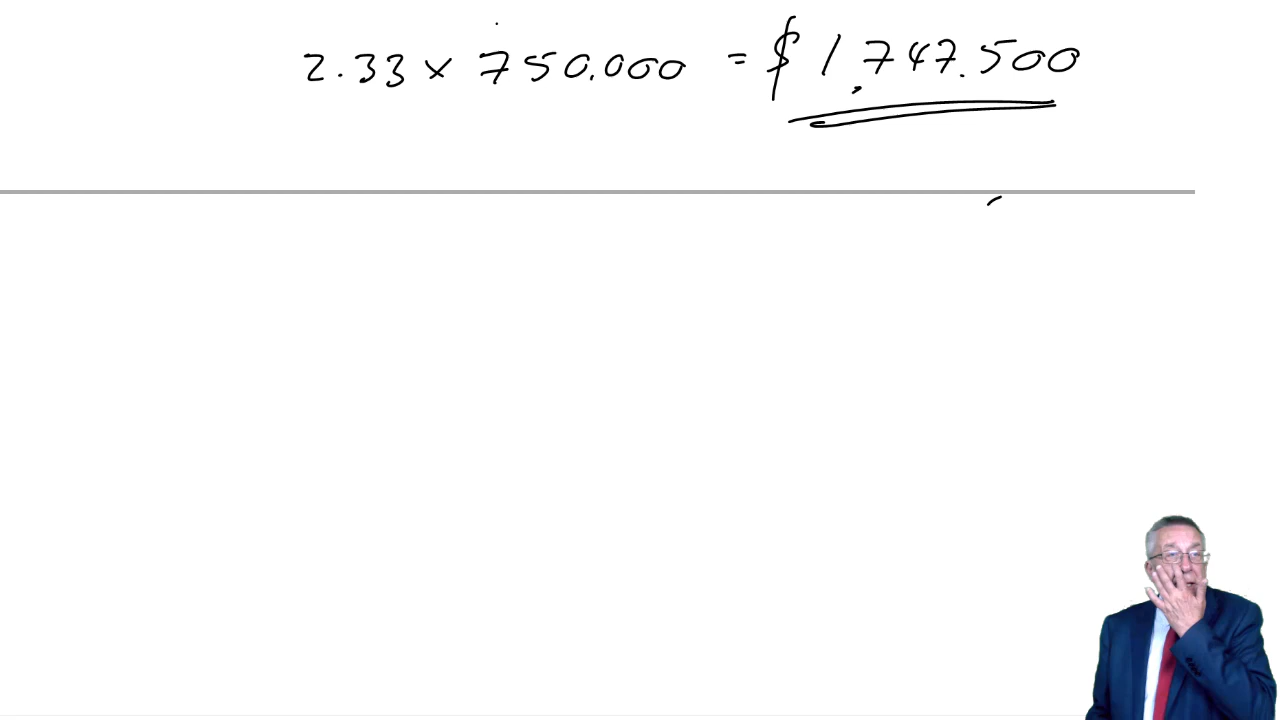 2.33 × 750.000 = $1,747.500